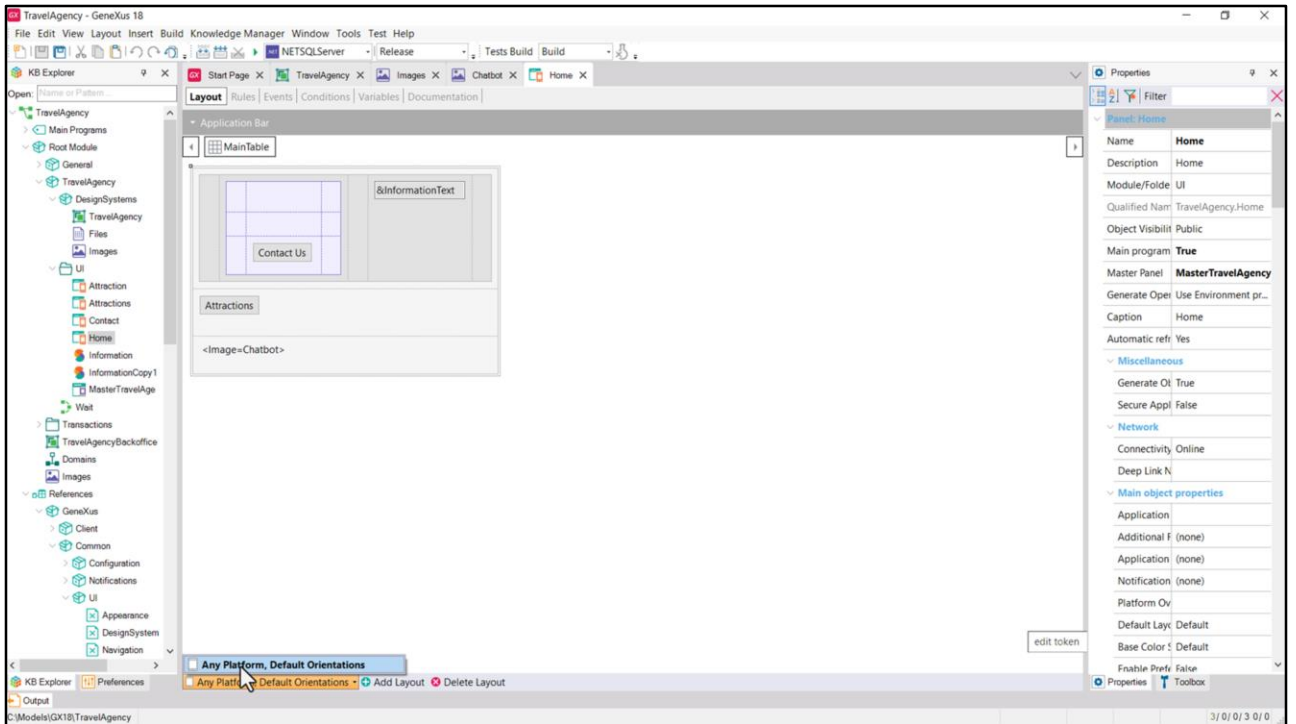 TravelAgency - GeneXus 18
File Edit View Layout Insert Build Knowledge Manager Window Tools Test Help
NETSQLServer Release Tests Build Build
KB Explorer
Open: Name or Pattern...
TravelAgency
Main Programs
Root Module
General
TravelAgency
DesignSystems
TravelAgency
Files
Images
UI
Attraction
Attractions
Contact
Home
Information
InformationCopy1
MasterTravelAge
Wait
Transactions
TravelAgencyBackoffice
Domains
Images
References
GeneXus
Client
Common
Configuration
Notifications
UI
Appearance
DesignSystem
Navigation
KB Explorer Preferences
Output
C:\Models\GX18\TravelAgency
Start Page TravelAgency Images Chatbot Home
Layout Rules Events Conditions Variables Documentation
Application Bar
MainTable
&InformationText
Contact Us
Attractions
<Image=Chatbot>
edit token
Any Platform, Default Orientations
Any Platfo Default Orientations Add Layout Delete Layout
Properties
Filter
Panel: Home
Name Home
Description Home
Module/Folde UI
Qualified Nam TravelAgency.Home
Object Visibilit Public
Main program True
Master Panel MasterTravelAgency
Generate Oper Use Environment pr...
Caption Home
Automatic refr Yes
Miscellaneous
Generate Ob True
Secure Appl False
Network
Connectivity Online
Deep Link N
Main object properties
Application
Additional F (none)
Application (none)
Notification (none)
Platform Ov
Default Layc Default
Base Color S Default
Enable Prefe False
Properties Toolbox
3/0/0/3 0/0